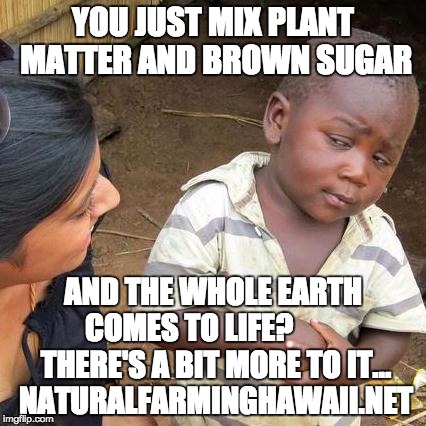 YOU JUST MIX PLANT
MATTER AND BROWN SUGAR
AND THE WHOLE EARTH
COMES TO LIFE?
THERE'S A BIT MORE TO IT...
NATURALFARMINGHAWAII.NET
imgflip.com